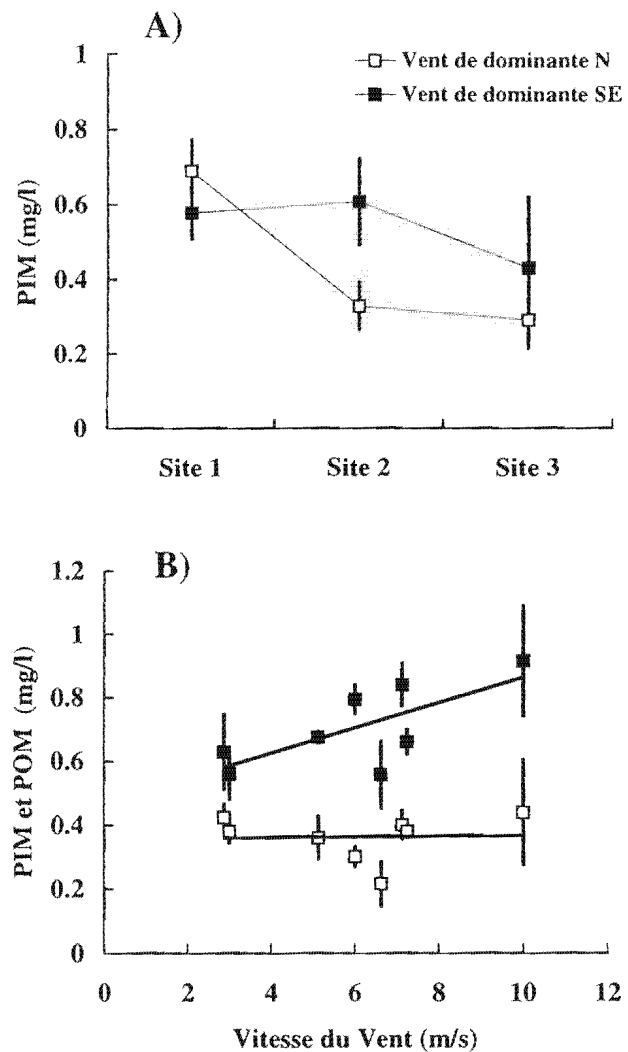 A)
1
0.8
0.6
0.4
0.2
0
PIM (mg/l)
Vent de dominante N
Vent de dominante SE
Site 1 Site 2 Site 3
B)
1.2
1
0.8
0.6
0.4
0.2
0
PIM et POM (mg/l)
0 2 4 6 8 10 12
Vitesse du Vent (m/s)